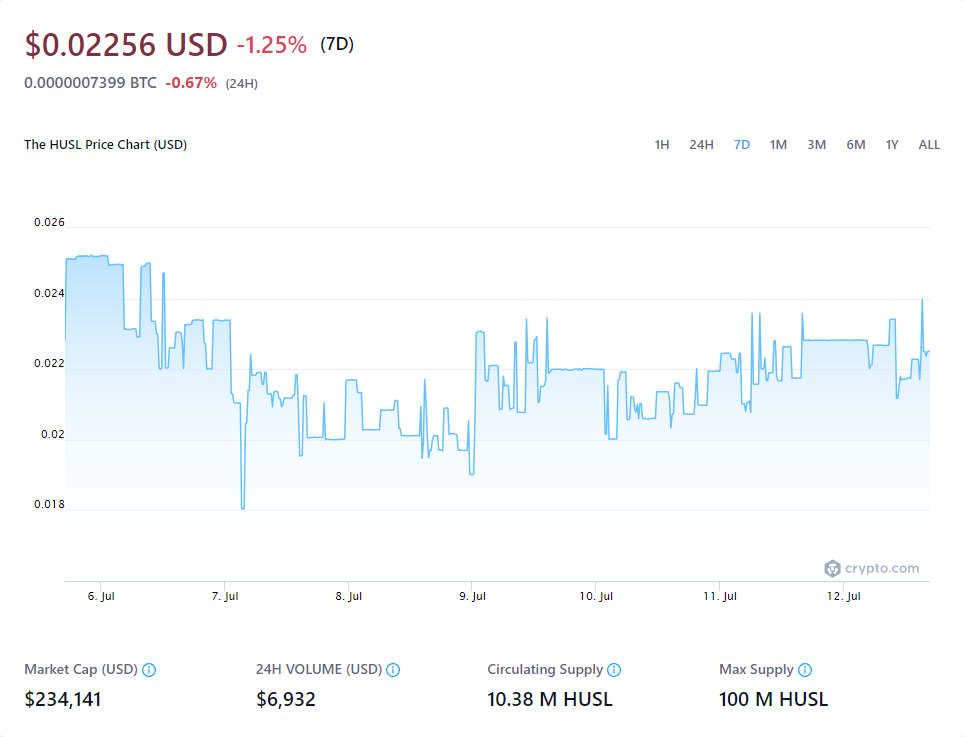 $0.02256 USD -1.25% (7D)
0.0000007399 BTC -0.67% (24H)
The HUSL Price Chart (USD) 1H 24H 7D 1M 3M 6M 1Y ALL
0.026
0.024
0.022
0.02
0.018
crypto.com
6. Jul 7. Jul 8. Jul 9. Jul 10. Jul 11. Jul 12. Jul
Market Cap (USD) 24H VOLUME (USD) Circulating Supply Max Supply
$234,141 $6,932 10.38 M HUSL 100 M HUSL